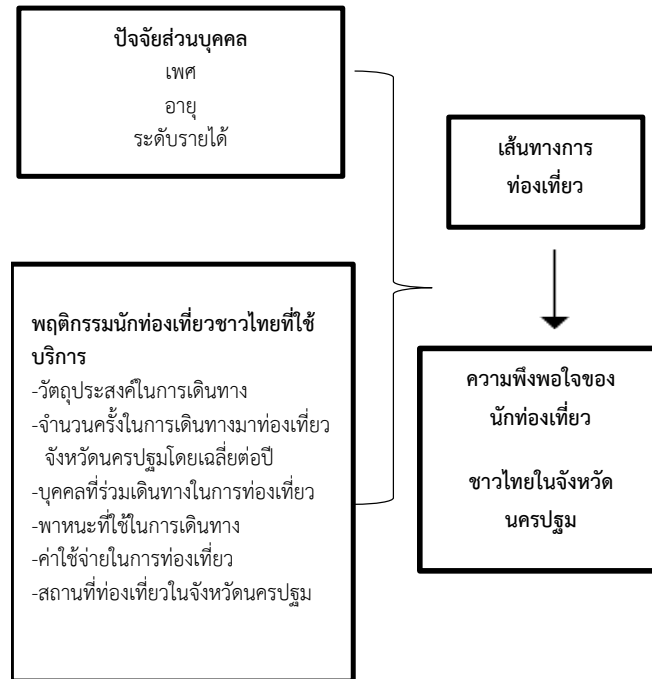 ปัจจัยส่วนบุคคล
เพศ
อายุ
ระดับรายได้
พฤติกรรมนักท่องเที่ยวชาวไทยที่ใช้
บริการ
-วัตถุประสงค์ในการเดินทาง
-จำนวนครั้งในการเดินทางมาท่องเที่ยว
จังหวัดนครปฐมโดยเฉลี่ยต่อปี
-บุคคลที่ร่วมเดินทางในการท่องเที่ยว
-พาหนะที่ใช้ในการเดินทาง
-ค่าใช้จ่ายในการท่องเที่ยว
-สถานที่ท่องเที่ยวในจังหวัดนครปฐม
เส้นทางการ
ท่องเที่ยว
ความพึงพอใจของ
นักท่องเที่ยว
ชาวไทยในจังหวัด
นครปฐม